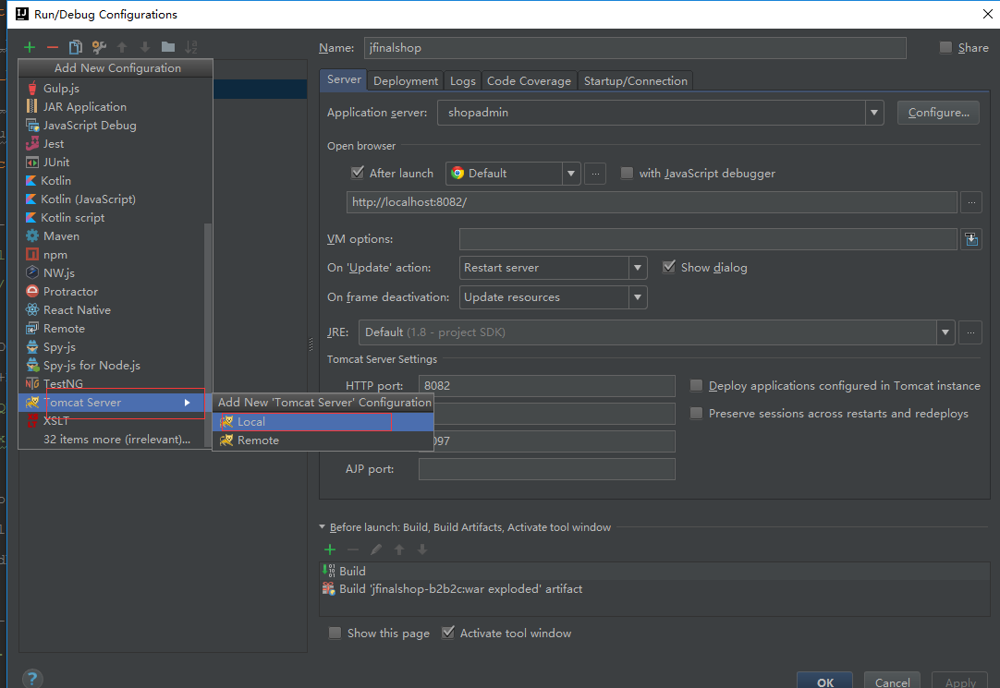 Run/Debug Configurations
Name: jfinalshop Share
Add New Configuration
Gulp.js
JAR Application
JavaScript Debug
Jest
JUnit
Kotlin
Kotlin (JavaScript)
Kotlin script
Maven
npm
NW.js
Protractor
React Native
Remote
Spy-js
Spy-js for Node.js
TestNG
Tomcat Server
XSLT
32 items more (irrelevant)...
Add New 'Tomcat Server' Configuration
Local
Remote
Server Deployment Logs Code Coverage Startup/Connection
Application server: shopadmin Configure...
Open browser
After launch Default ... with JavaScript debugger
http://localhost:8082/ ...
VM options:
On 'Update' action: Restart server Show dialog
On frame deactivation: Update resources
JRE: Default (1.8 - project SDK) ...
Tomcat Server Settings
HTTP port: 8082 Deploy applications configured in Tomcat instance
Preserve sessions across restarts and redeploys
097
AJP port:
Before launch: Build, Build Artifacts, Activate tool window
Build
Build 'jfinalshop-b2b2c:war exploded' artifact
Show this page Activate tool window
? OK Cancel Apply